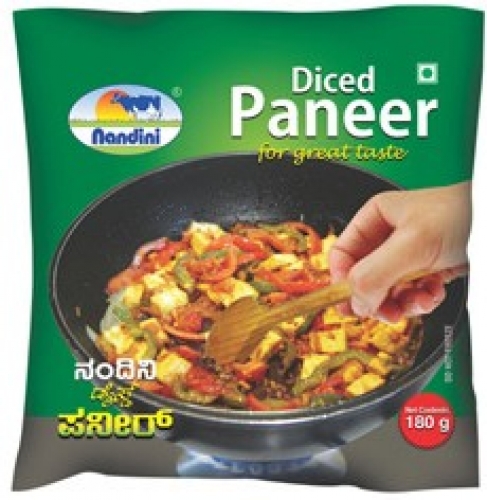 Nandini
®
Diced
Paneer
for great taste
ನಂದಿನಿ
ಡೈಸ್ಡ್
ಪನೀರ್
Net Contents.
180 g